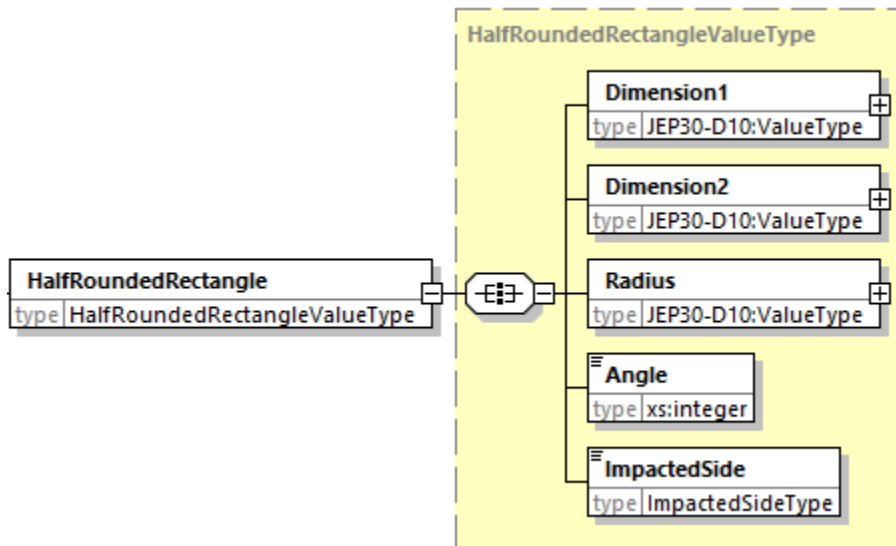 HalfRoundedRectangleValueType
Dimension1
type JEP30-D10:ValueType
Dimension2
type JEP30-D10:ValueType
HalfRoundedRectangle
type HalfRoundedRectangleValueType
Radius
type JEP30-D10:ValueType
Angle
type xs:integer
ImpactedSide
type ImpactedSideType